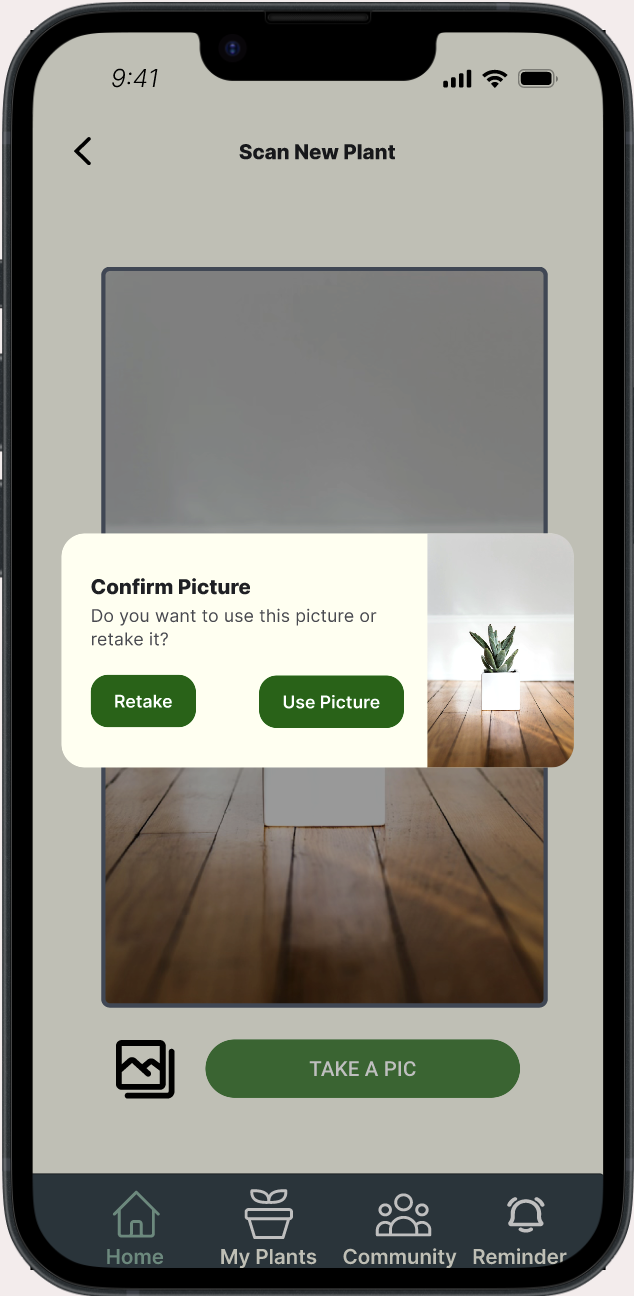 9:41
Scan New Plant
Confirm Picture
Do you want to use this picture or
retake it?
Retake
Use Picture
TAKE A PIC
Home
My Plants
Community
Reminder